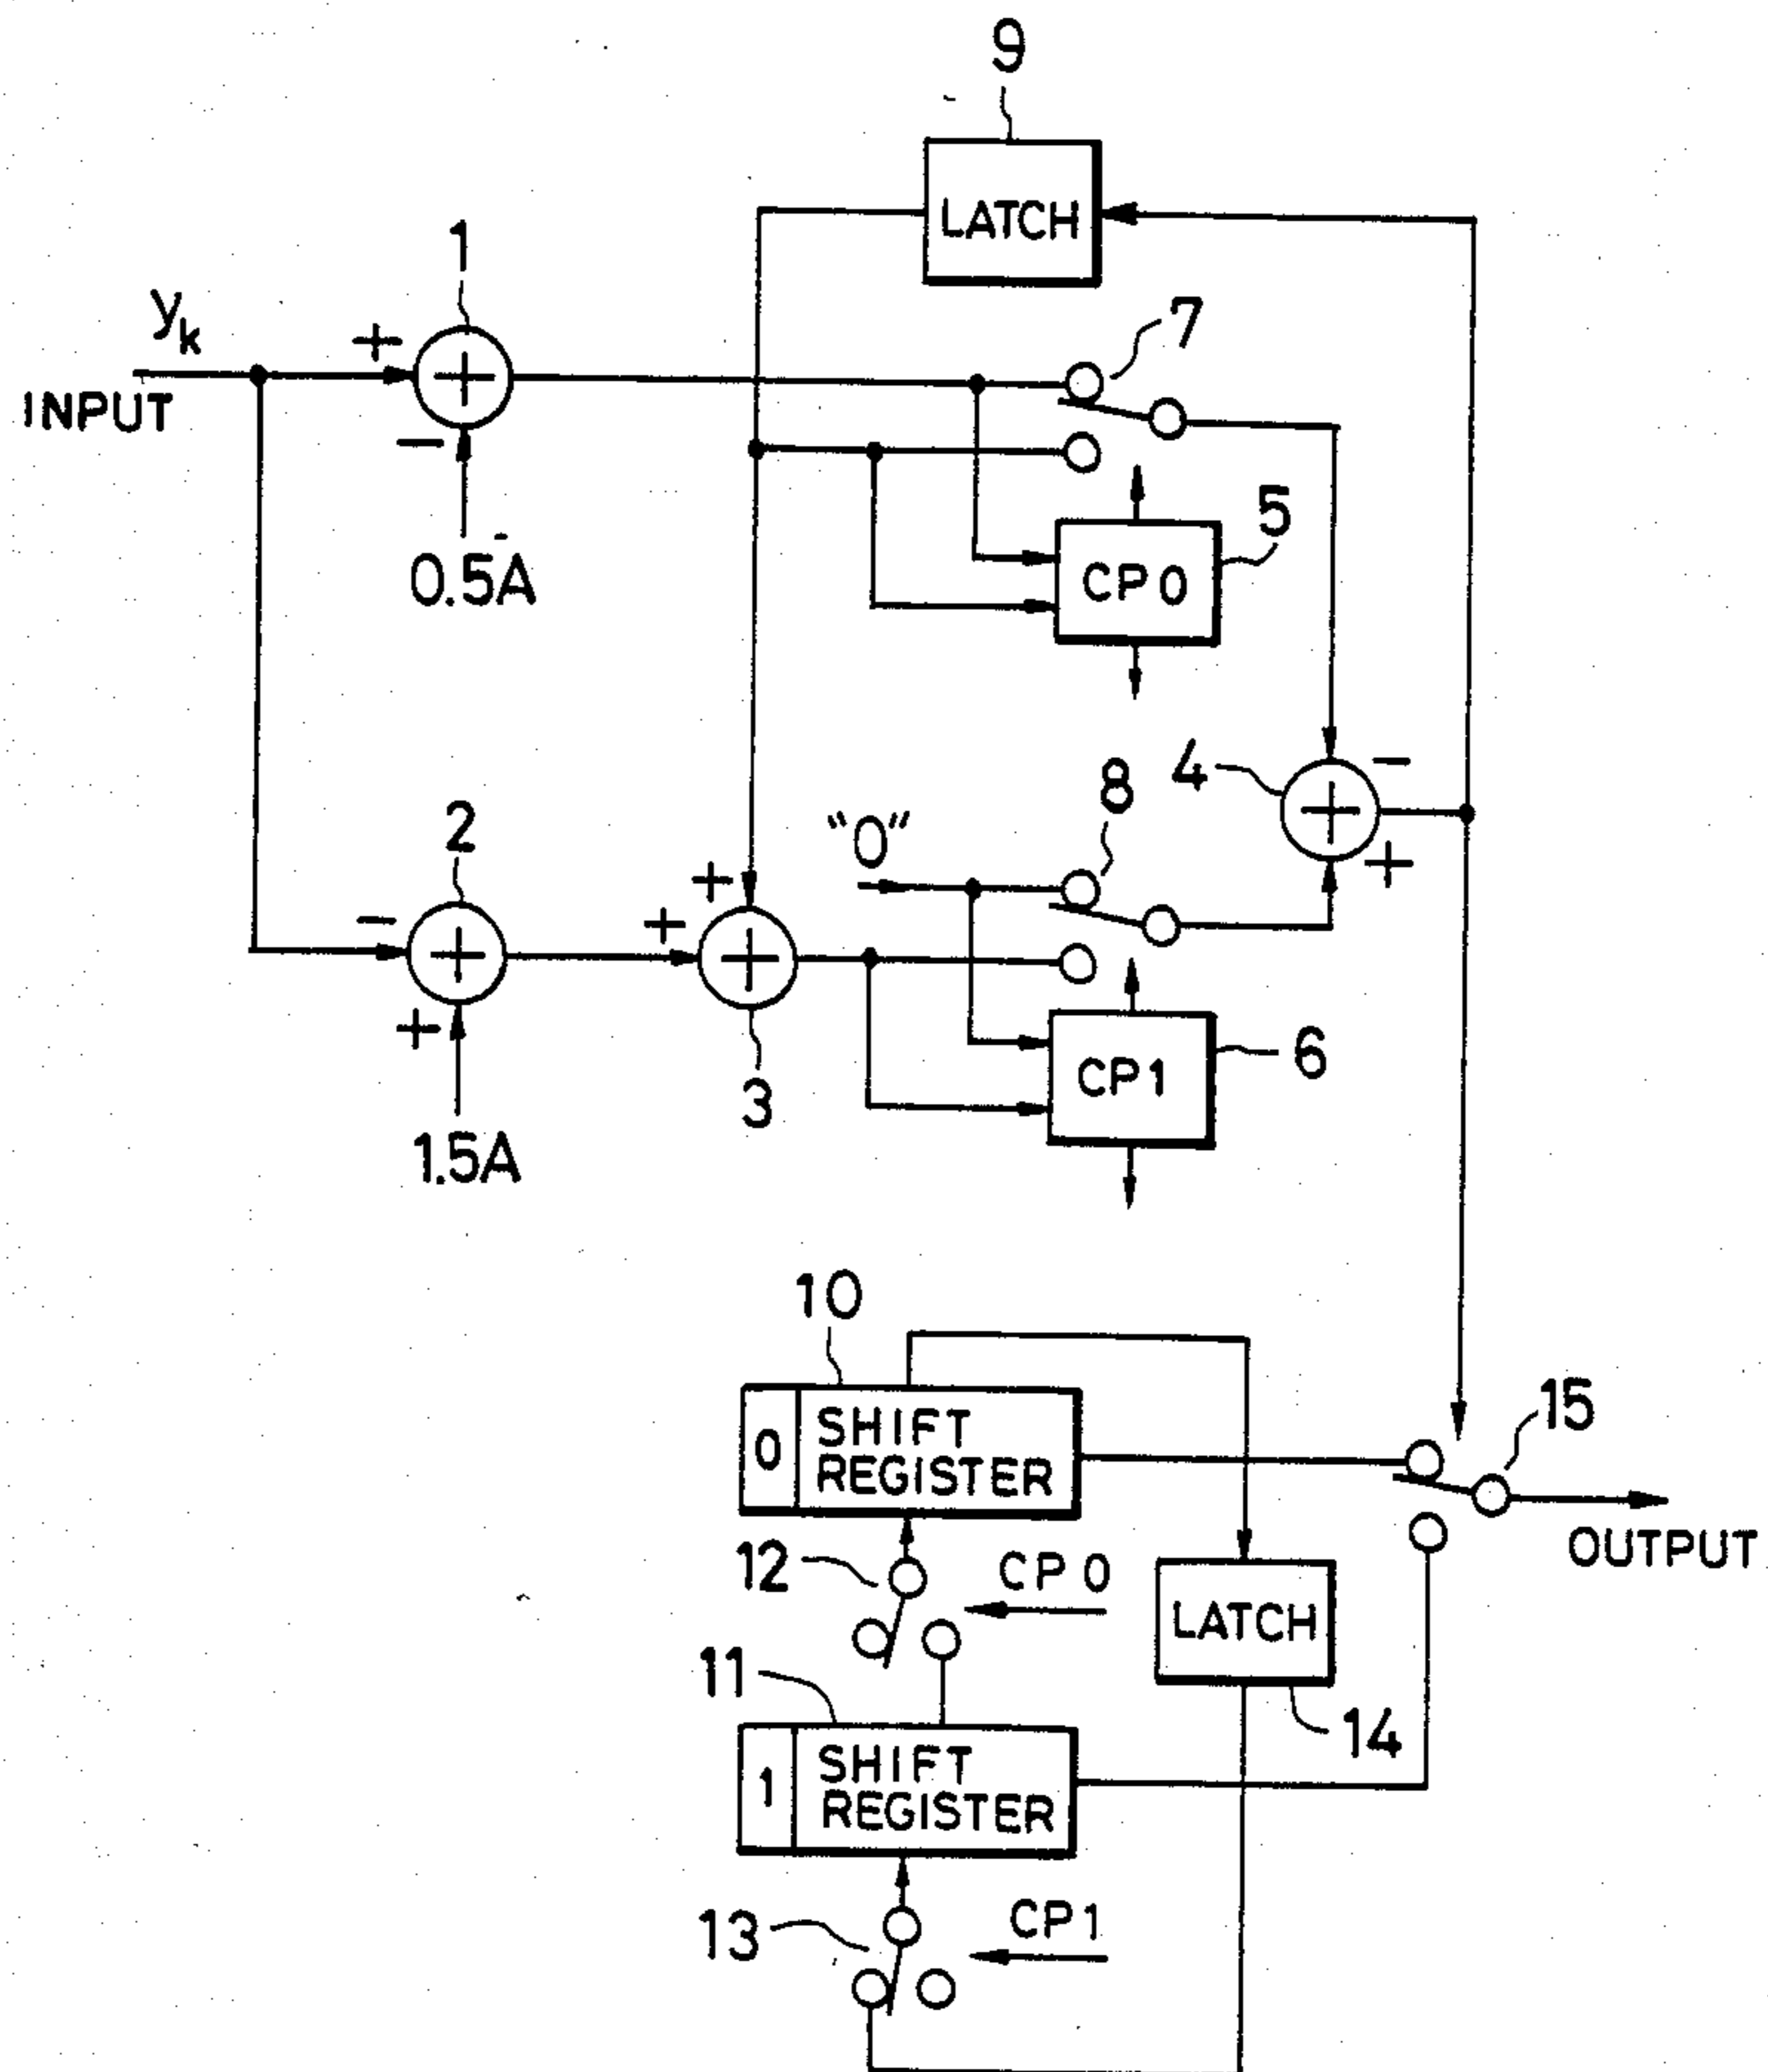 9
LATCH
1
yk
+
INPUT
−
0.5A
7
5
CP0
4
−
+
8
"0"
2
−
+
+
+
3
1.5A
CP1
6
10
0
SHIFT
REGISTER
15
OUTPUT
12
CP0
LATCH
14
11
1
SHIFT
REGISTER
13
CP1